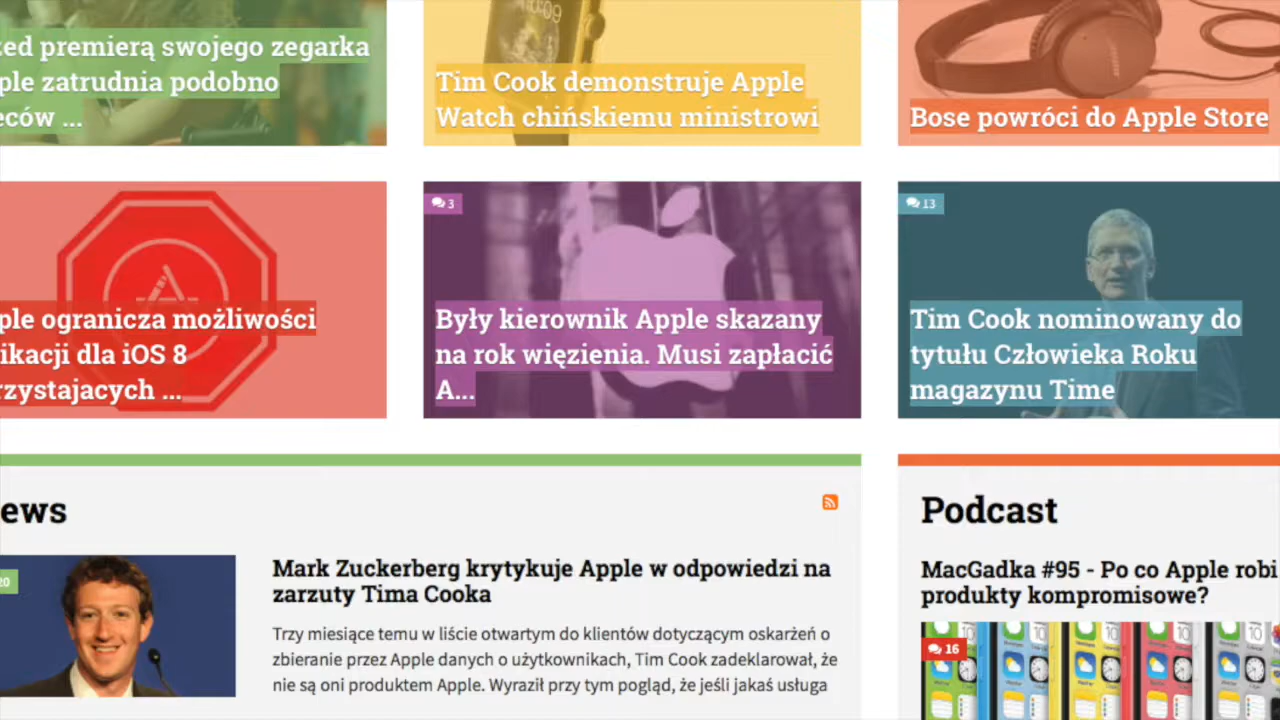 zed premierą swojego zegarka
ple zatrudnia podobno
eców ...
Tim Cook demonstruje Apple
Watch chińskiemu ministrowi
Bose powróci do Apple Store
ple ogranicza możliwości
ikacji dla iOS 8
rzystajacych ...
3
Były kierownik Apple skazany
na rok więzienia. Musi zapłacić
A...
13
Tim Cook nominowany do
tytułu Człowieka Roku
magazynu Time
ews
20
Mark Zuckerberg krytykuje Apple w odpowiedzi na
zarzuty Tima Cooka
Trzy miesiące temu w liście otwartym do klientów dotyczącym oskarżeń o
zbieranie przez Apple danych o użytkownikach, Tim Cook zadeklarował, że
nie są oni produktem Apple. Wyraził przy tym pogląd, że jeśli jakaś usługa
Podcast
MacGadka #95 - Po co Apple robi
produkty kompromisowe?
16